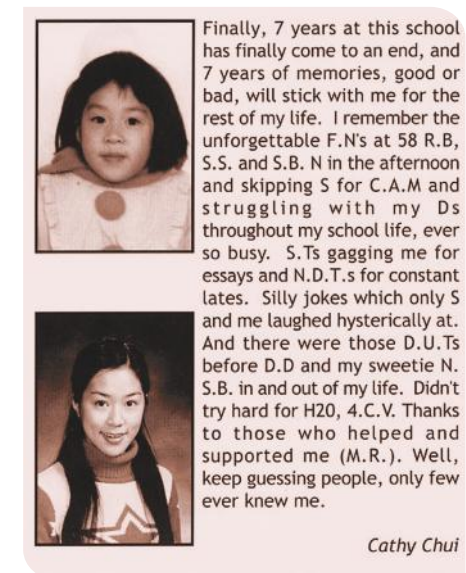 Finally, 7 years at this school
has finally come to an end, and
7 years of memories, good or
bad, will stick with me for the
rest of my life. I remember the
unforgettable F.N's at 58 R.B,
S.S. and S.B. N in the afternoon
and skipping S for C.A.M and
struggling with my Ds
throughout my school life, ever
so busy. S.Ts gagging me for
essays and N.D.T.s for constant
lates. Silly jokes which only S
and me laughed hysterically at.
And there were those D.U.Ts
before D.D and my sweetie N.
S.B. in and out of my life. Didn't
try hard for H20, 4.C.V. Thanks
to those who helped and
supported me (M.R.). Well,
keep guessing people, only few
ever knew me.
Cathy Chui